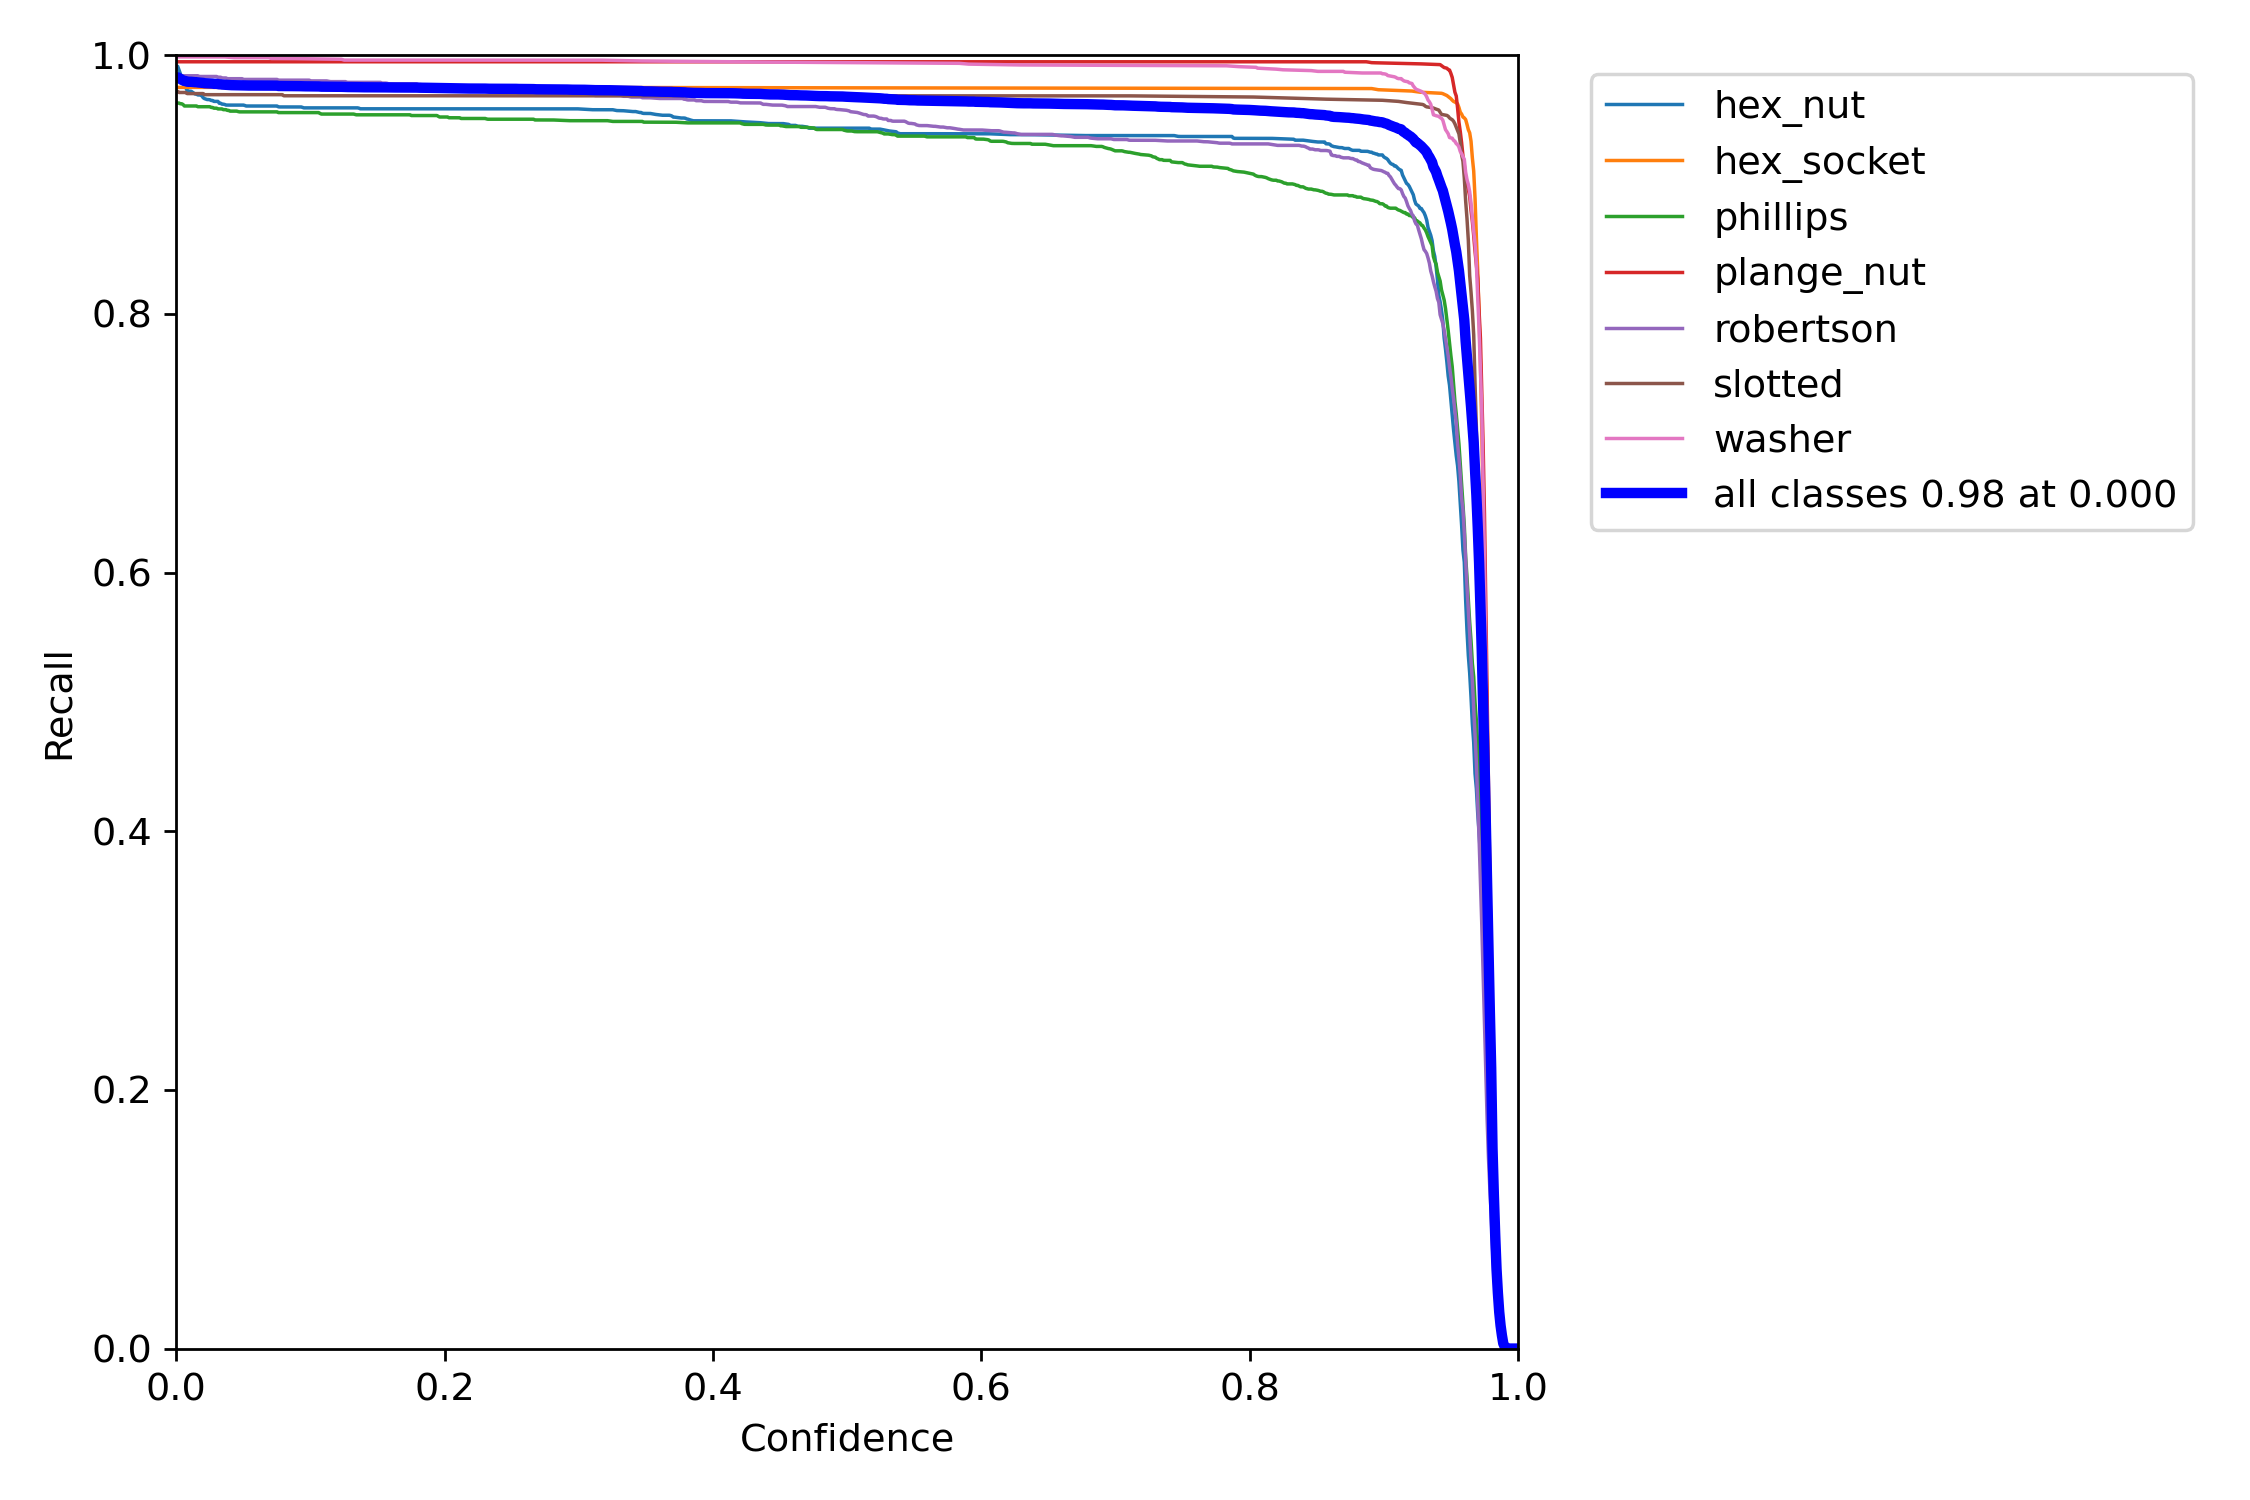 1.0
0.8
0.6
0.4
0.2
0.0
0.0 0.2 0.4 0.6 0.8 1.0
Recall
Confidence
hex_nut
hex_socket
phillips
plange_nut
robertson
slotted
washer
all classes 0.98 at 0.000